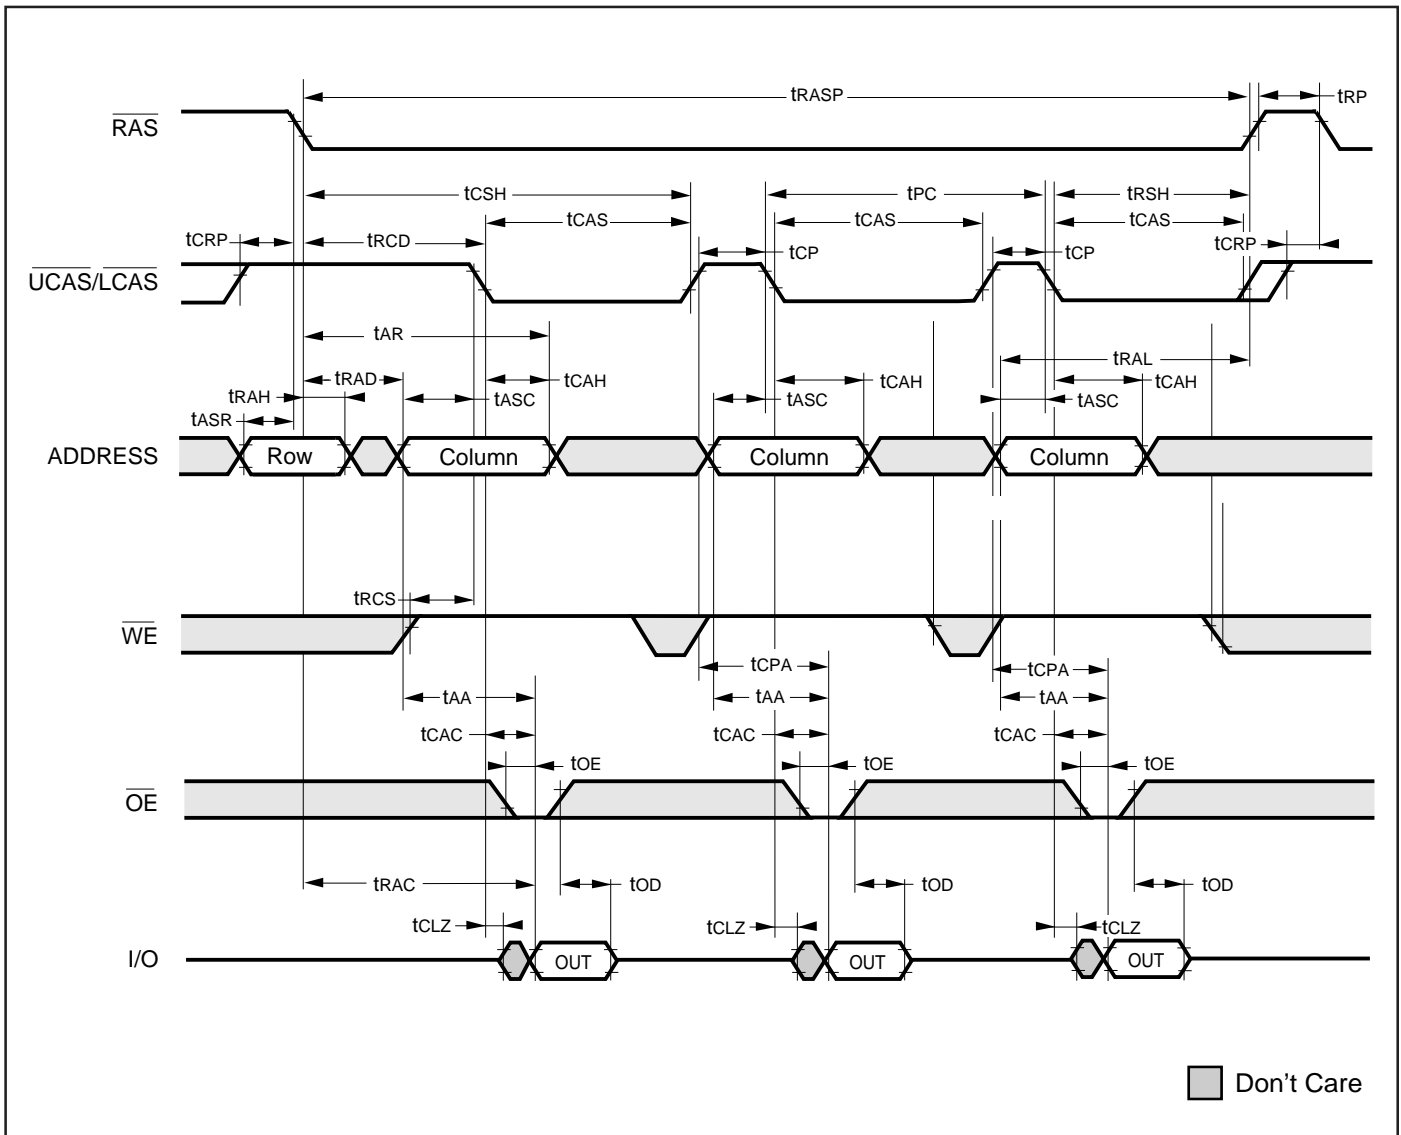 tRASP
tRP
RAS
tCSH
tPC
tRSH
tCAS
tCAS
tCAS
tCRP
tRCD
tCP
tCP
tCRP
UCAS/LCAS
tAR
tRAL
tRAD
tCAH
tCAH
tCAH
tRAH
tASC
tASC
tASC
tASR
ADDRESS
Row
Column
Column
Column
tRCS
WE
tCPA
tCPA
tAA
tAA
tAA
tCAC
tCAC
tCAC
tOE
tOE
tOE
OE
tRAC
tOD
tOD
tOD
tCLZ
tCLZ
tCLZ
I/O
OUT
OUT
OUT
Don't Care